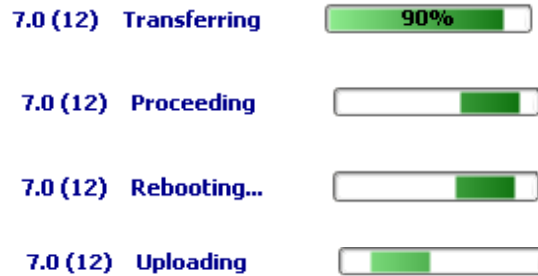 7.0 (12) Transferring 90%
7.0 (12) Proceeding
7.0 (12) Rebooting...
7.0 (12) Uploading